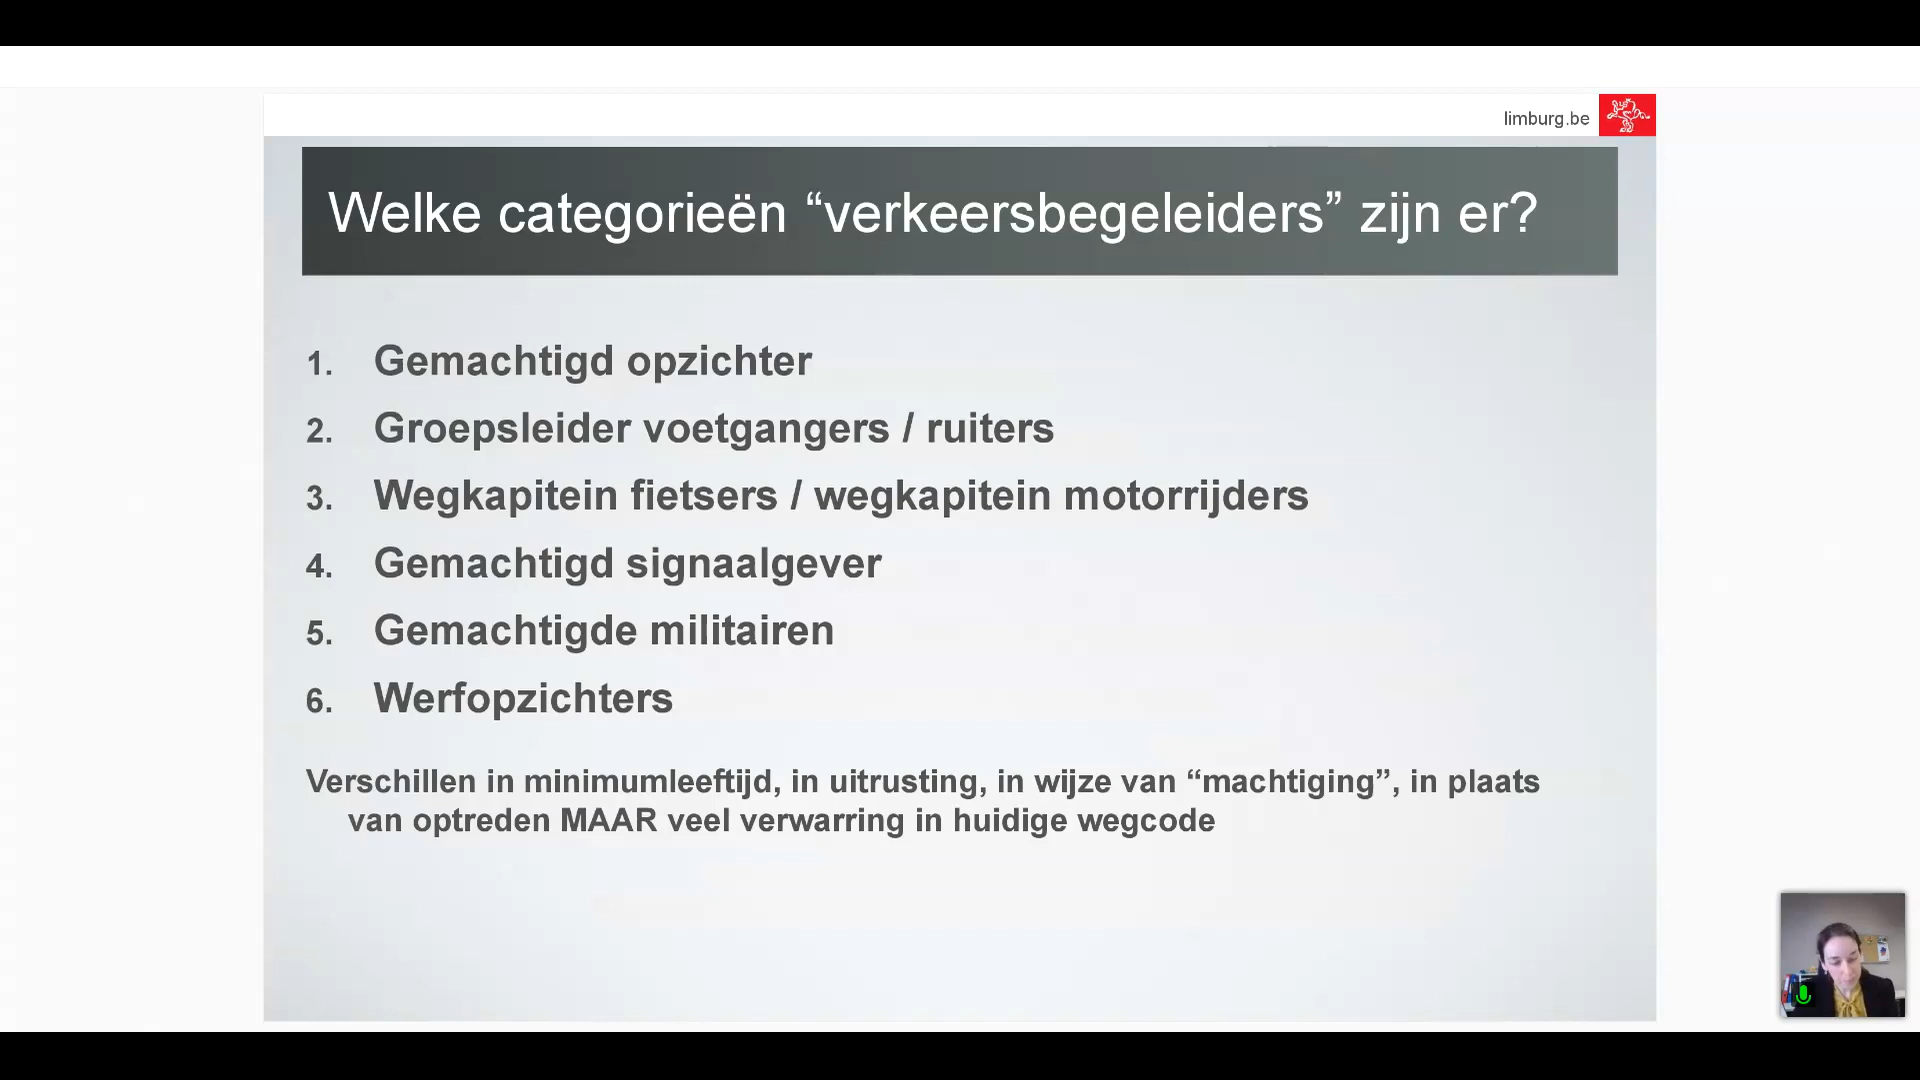 limburg.be
Welke categorieën “verkeersbegeleiders” zijn er?
1. Gemachtigd opzichter
2. Groepsleider voetgangers / ruiters
3. Wegkapitein fietsers / wegkapitein motorrijders
4. Gemachtigd signaalgever
5. Gemachtigde militairen
6. Werfopzichters
Verschillen in minimumleeftijd, in uitrusting, in wijze van “machtiging”, in plaats
van optreden MAAR veel verwarring in huidige wegcode